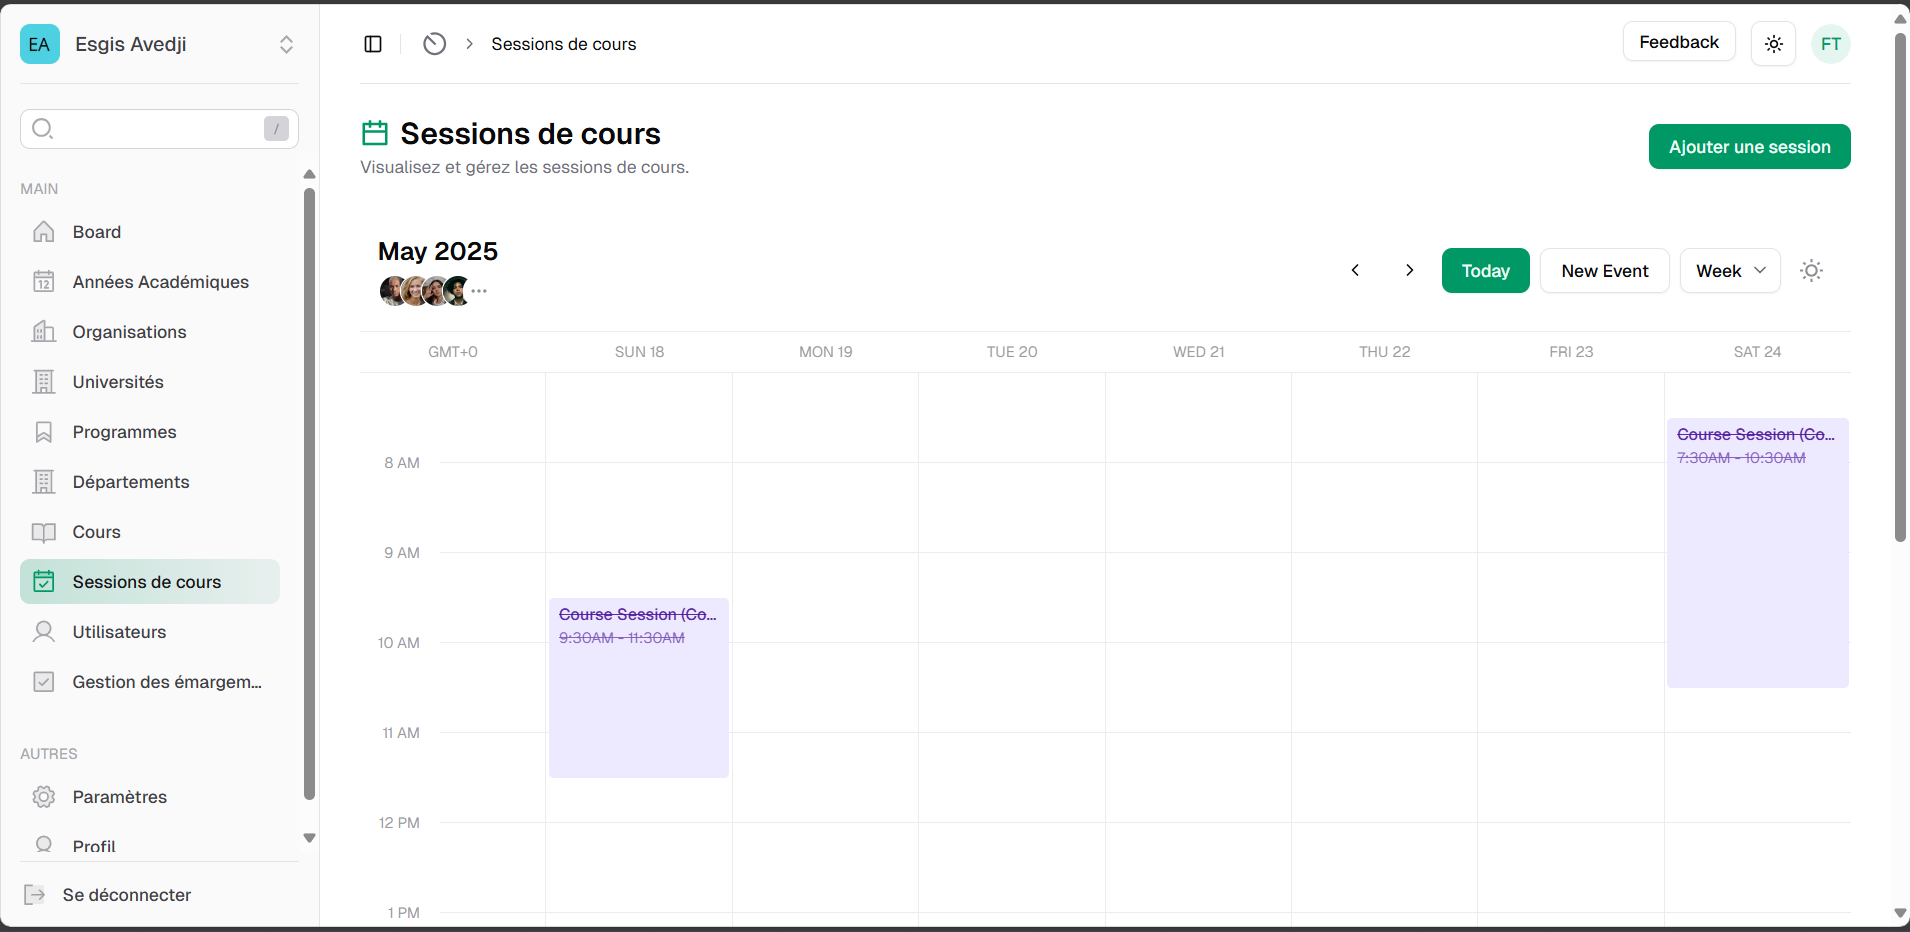 EA
Esgis Avedji
/
MAIN
Board
12
Années Académiques
Organisations
Universités
Programmes
Départements
Cours
Sessions de cours
Utilisateurs
Gestion des émargem...
AUTRES
Paramètres
Profil
Se déconnecter
Sessions de cours
Feedback
FT
Sessions de cours
Visualisez et gérez les sessions de cours.
Ajouter une session
May 2025
Today
New Event
Week
GMT+0
SUN 18
MON 19
TUE 20
WED 21
THU 22
FRI 23
SAT 24
8 AM
9 AM
10 AM
11 AM
12 PM
1 PM
Course Session (Co...
9:30AM - 11:30AM
Course Session (Co...
7:30AM - 10:30AM